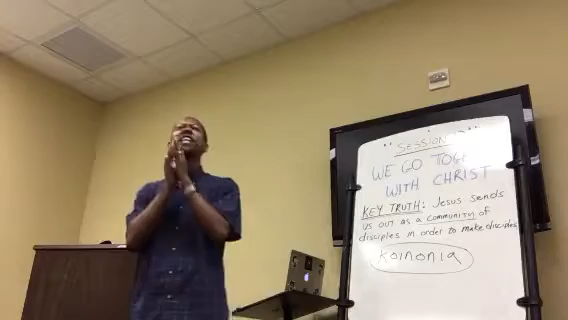 "SESSION
WE GO TOGE
WITH CHRIST
KEY TRUTH: Jesus sends
us out as a community of
disciples in order to make disciples
Koinonia